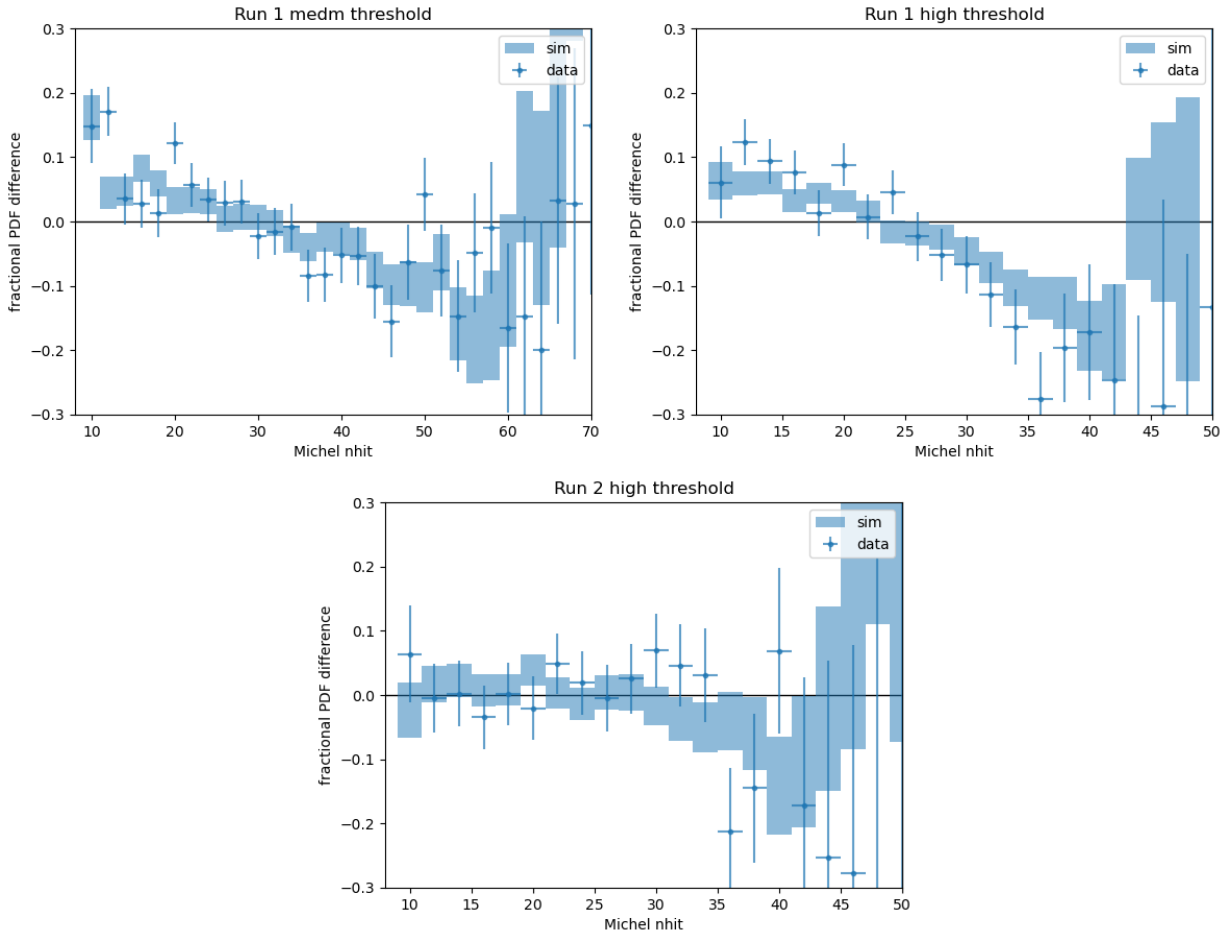 Run 1 medm threshold
0.3
0.2
0.1
0.0
−0.1
−0.2
−0.3
fractional PDF difference
sim
data
10 20 30 40 50 60 70
Michel nhit
Run 1 high threshold
0.3
0.2
0.1
0.0
−0.1
−0.2
−0.3
fractional PDF difference
sim
data
10 15 20 25 30 35 40 45 50
Michel nhit
Run 2 high threshold
0.3
0.2
0.1
0.0
−0.1
−0.2
−0.3
fractional PDF difference
sim
data
10 15 20 25 30 35 40 45 50
Michel nhit